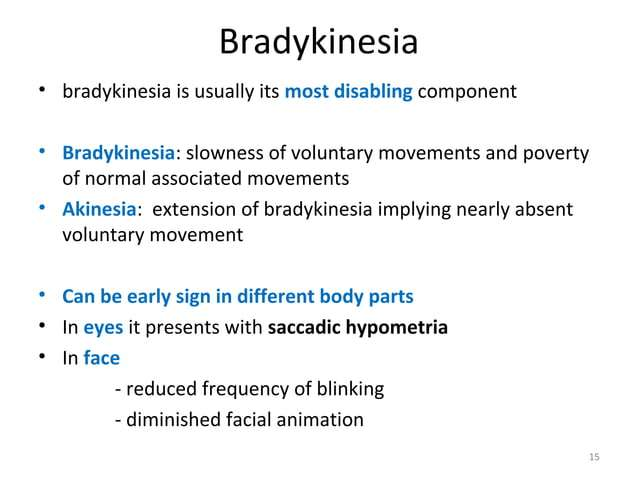 Bradykinesia
• bradykinesia is usually its most disabling component
• Bradykinesia: slowness of voluntary movements and poverty
of normal associated movements
• Akinesia: extension of bradykinesia implying nearly absent
voluntary movement
• Can be early sign in different body parts
• In eyes it presents with saccadic hypometria
• In face
- reduced frequency of blinking
- diminished facial animation
15